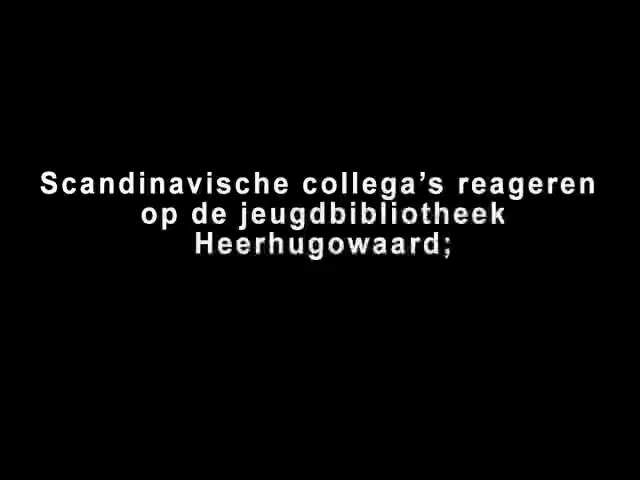 Scandinavische collega’s reageren
op de jeugdbibliotheek
Heerhugowaard;